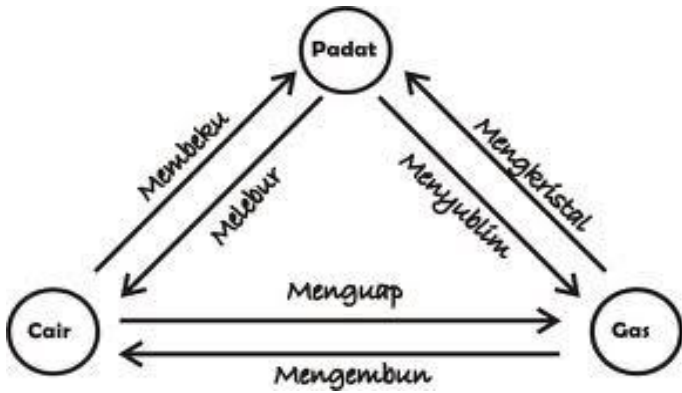 Padat
Membeku
Melebur
Menyublim
Mengkristal
Menguap
Cair
Gas
Mengembun